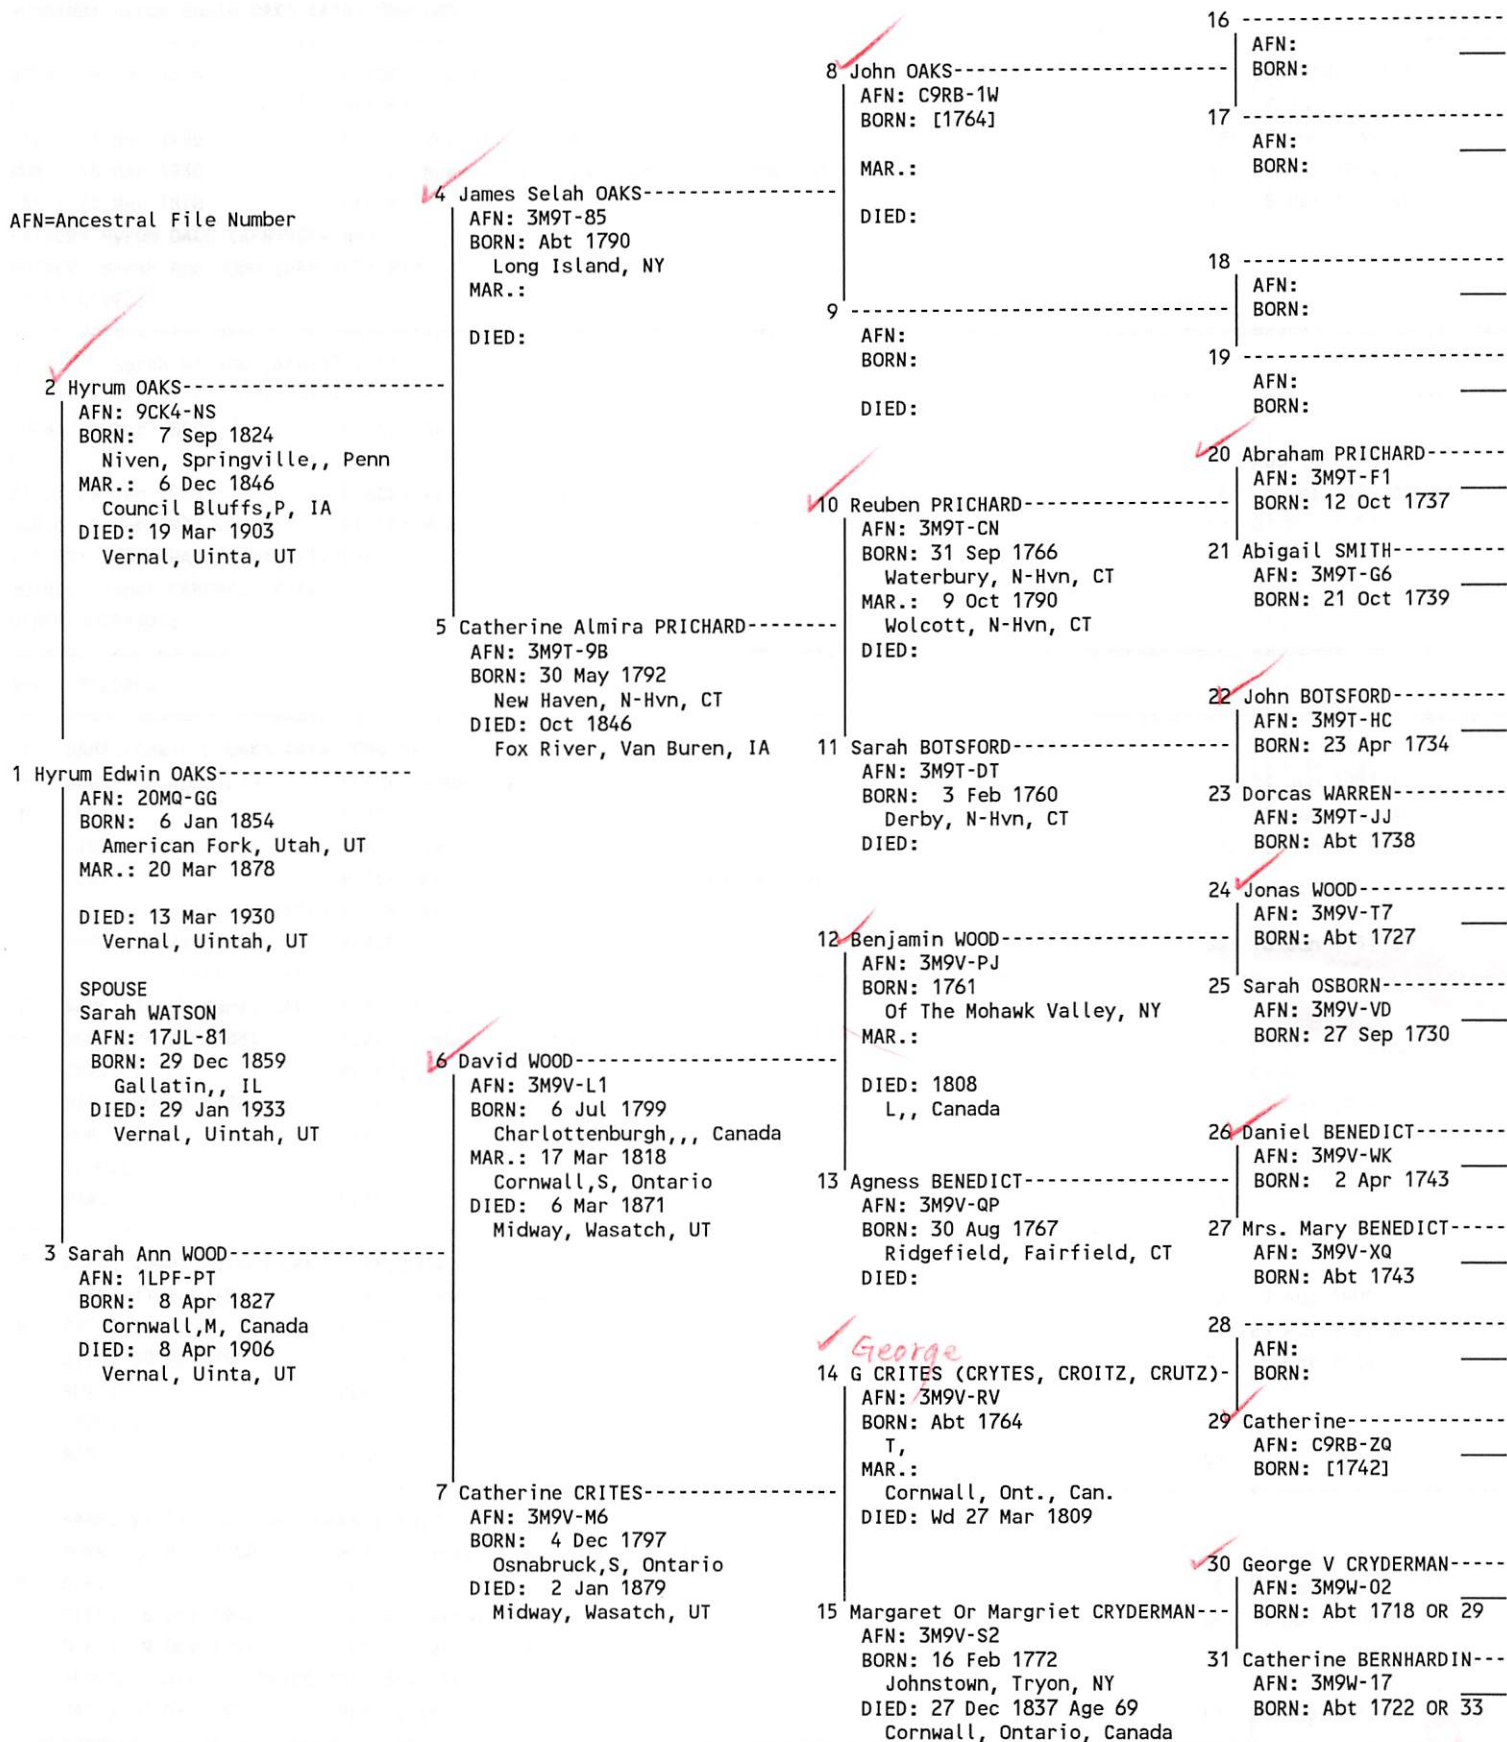 AFN=Ancestral File Number
1 Hyrum Edwin OAKS
AFN: 20MQ-GG
BORN: 6 Jan 1854
American Fork, Utah, UT
MAR.: 20 Mar 1878
DIED: 13 Mar 1930
Vernal, Uintah, UT
SPOUSE
Sarah WATSON
AFN: 17JL-81
BORN: 29 Dec 1859
Gallatin,, IL
DIED: 29 Jan 1933
Vernal, Uintah, UT
2 Hyrum OAKS
AFN: 9CK4-NS
BORN: 7 Sep 1824
Niven, Springville,, Penn
MAR.: 6 Dec 1846
Council Bluffs,P, IA
DIED: 19 Mar 1903
Vernal, Uinta, UT
3 Sarah Ann WOOD
AFN: 1LPF-PT
BORN: 8 Apr 1827
Cornwall,M, Canada
DIED: 8 Apr 1906
Vernal, Uinta, UT
4 James Selah OAKS
AFN: 3M9T-85
BORN: Abt 1790
Long Island, NY
MAR.:
DIED:
5 Catherine Almira PRICHARD
AFN: 3M9T-9B
BORN: 30 May 1792
New Haven, N-Hvn, CT
DIED: Oct 1846
Fox River, Van Buren, IA
6 David WOOD
AFN: 3M9V-L1
BORN: 6 Jul 1799
Charlottenburgh,,, Canada
MAR.: 17 Mar 1818
Cornwall,S, Ontario
DIED: 6 Mar 1871
Midway, Wasatch, UT
7 Catherine CRITES
AFN: 3M9V-M6
BORN: 4 Dec 1797
Osnabruck,S, Ontario
DIED: 2 Jan 1879
Midway, Wasatch, UT
8 John OAKS
AFN: C9RB-1W
BORN: [1764]
MAR.:
DIED:
9
AFN:
BORN:
DIED:
10 Reuben PRICHARD
AFN: 3M9T-CN
BORN: 31 Sep 1766
Waterbury, N-Hvn, CT
MAR.: 9 Oct 1790
Wolcott, N-Hvn, CT
DIED:
11 Sarah BOTSFORD
AFN: 3M9T-DT
BORN: 3 Feb 1760
Derby, N-Hvn, CT
DIED:
12 Benjamin WOOD
AFN: 3M9V-PJ
BORN: 1761
Of The Mohawk Valley, NY
MAR.:
DIED: 1808
L,, Canada
13 Agness BENEDICT
AFN: 3M9V-QP
BORN: 30 Aug 1767
Ridgefield, Fairfield, CT
DIED:
George
14 G CRITES (CRYTES, CROITZ, CRUTZ)
AFN: 3M9V-RV
BORN: Abt 1764
T,
MAR.:
Cornwall, Ont., Can.
DIED: Wd 27 Mar 1809
15 Margaret Or Margriet CRYDERMAN
AFN: 3M9V-S2
BORN: 16 Feb 1772
Johnstown, Tryon, NY
DIED: 27 Dec 1837 Age 69
Cornwall, Ontario, Canada
16
AFN:
BORN:
17
AFN:
BORN:
18
AFN:
BORN:
19
AFN:
BORN:
20 Abraham PRICHARD
AFN: 3M9T-F1
BORN: 12 Oct 1737
21 Abigail SMITH
AFN: 3M9T-G6
BORN: 21 Oct 1739
22 John BOTSFORD
AFN: 3M9T-HC
BORN: 23 Apr 1734
23 Dorcas WARREN
AFN: 3M9T-JJ
BORN: Abt 1738
24 Jonas WOOD
AFN: 3M9V-T7
BORN: Abt 1727
25 Sarah OSBORN
AFN: 3M9V-VD
BORN: 27 Sep 1730
26 Daniel BENEDICT
AFN: 3M9V-WK
BORN: 2 Apr 1743
27 Mrs. Mary BENEDICT
AFN: 3M9V-XQ
BORN: Abt 1743
28
AFN:
BORN:
29 Catherine
AFN: C9RB-ZQ
BORN: [1742]
30 George V CRYDERMAN
AFN: 3M9W-02
BORN: Abt 1718 OR 29
31 Catherine BERNHARDIN
AFN: 3M9W-17
BORN: Abt 1722 OR 33